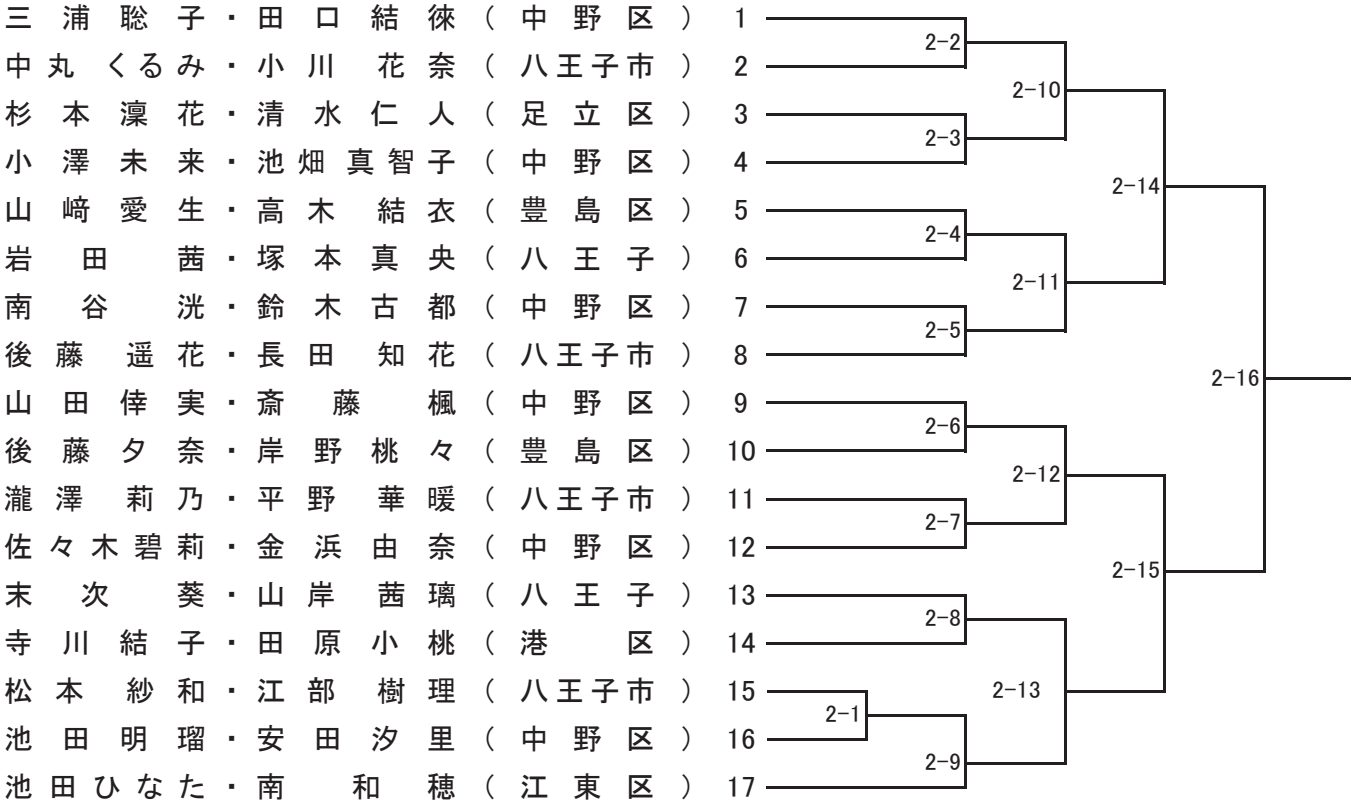 三浦聡子・田口結徠（中野区） 1
中丸くるみ・小川花奈（八王子市） 2
杉本凜花・清水仁人（足立区） 3
小澤未来・池畑真智子（中野区） 4
山﨑愛生・高木結衣（豊島区） 5
岩田茜・塚本真央（八王子） 6
南谷洸・鈴木古都（中野区） 7
後藤遥花・長田知花（八王子市） 8
山田倖実・斎藤楓（中野区） 9
後藤夕奈・岸野桃々（豊島区） 10
瀧澤莉乃・平野華暖（八王子市） 11
佐々木碧莉・金浜由奈（中野区） 12
末次葵・山岸茜璃（八王子） 13
寺川結子・田原小桃（港区） 14
松本紗和・江部樹理（八王子市） 15
池田明瑠・安田汐里（中野区） 16
池田ひなた・南和穂（江東区） 17
2-1
2-2
2-3
2-4
2-5
2-6
2-7
2-8
2-9
2-10
2-11
2-12
2-13
2-14
2-15
2-16